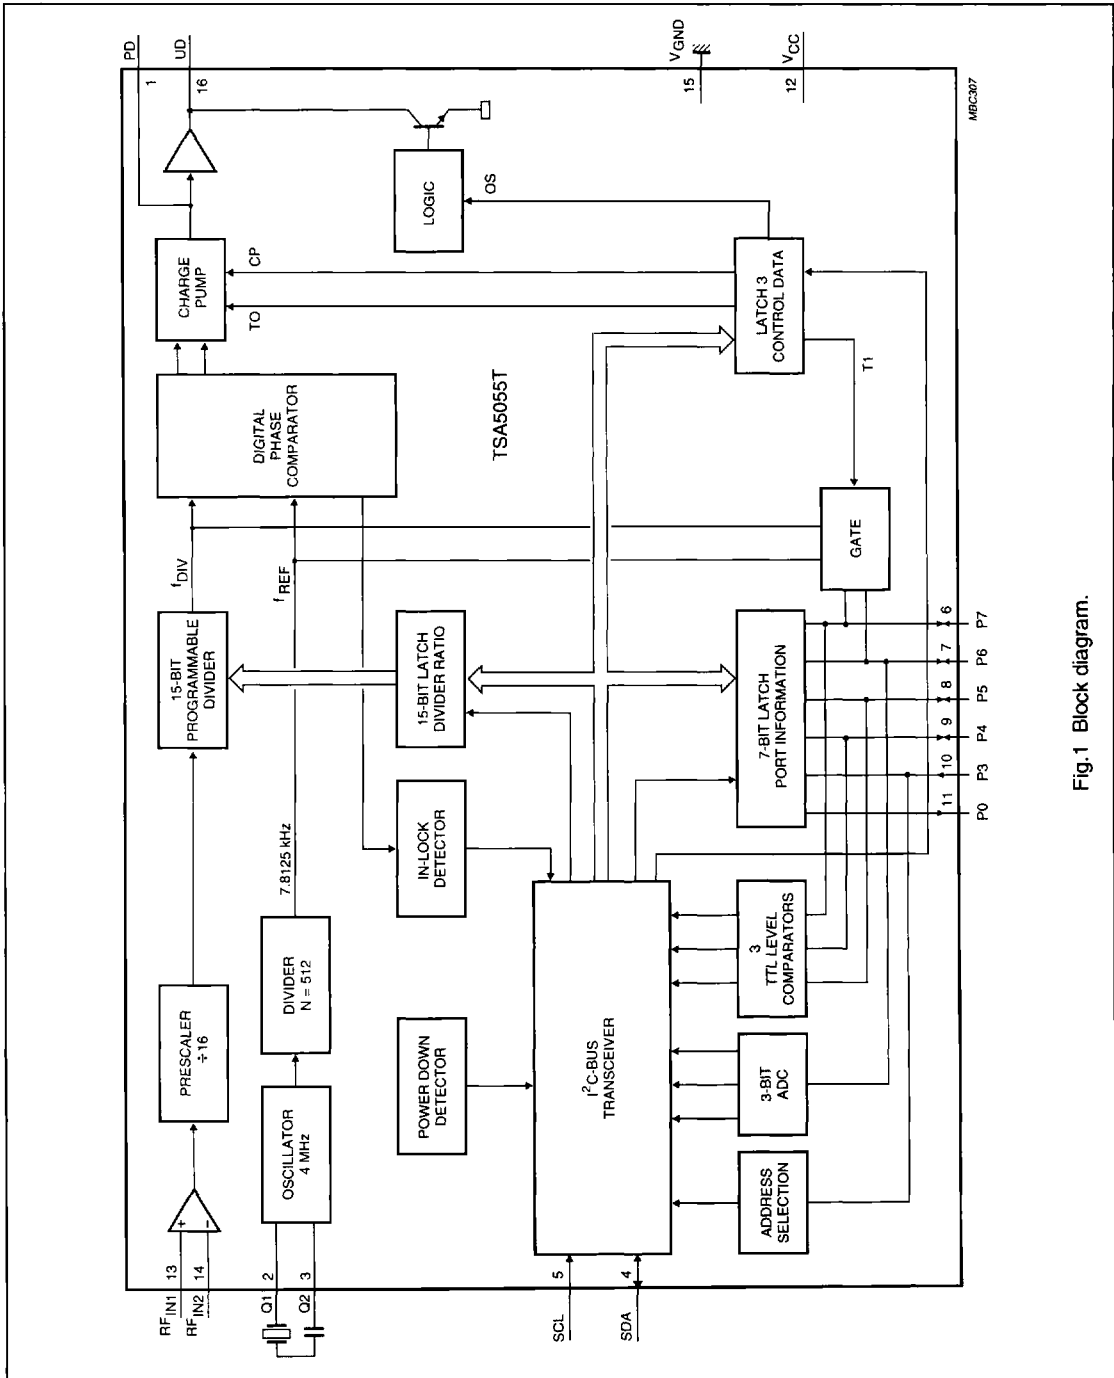 PD
1
UD
16
VGND
15
VCC
12
MBC307
CHARGE
PUMP
LOGIC
OS
CP
TO
LATCH 3
CONTROL DATA
DIGITAL
PHASE
COMPARATOR
TSA5055T
T1
GATE
fDIV
fREF
15-BIT
PROGRAMMABLE
DIVIDER
15-BIT LATCH
DIVIDER RATIO
7-BIT LATCH
PORT INFORMATION
6
P7
7
P6
8
P5
9
P4
10
P3
11
P0
7.8125 kHz
IN-LOCK
DETECTOR
PRESCALER
÷16
DIVIDER
N = 512
OSCILLATOR
4 MHz
POWER DOWN
DETECTOR
I²C-BUS
TRANSCEIVER
3
TTL LEVEL
COMPARATORS
3-BIT
ADC
ADDRESS
SELECTION
+
−
RFIN1 13
RFIN2 14
Q1 2
Q2 3
SCL 5
SDA 4
Fig.1 Block diagram.